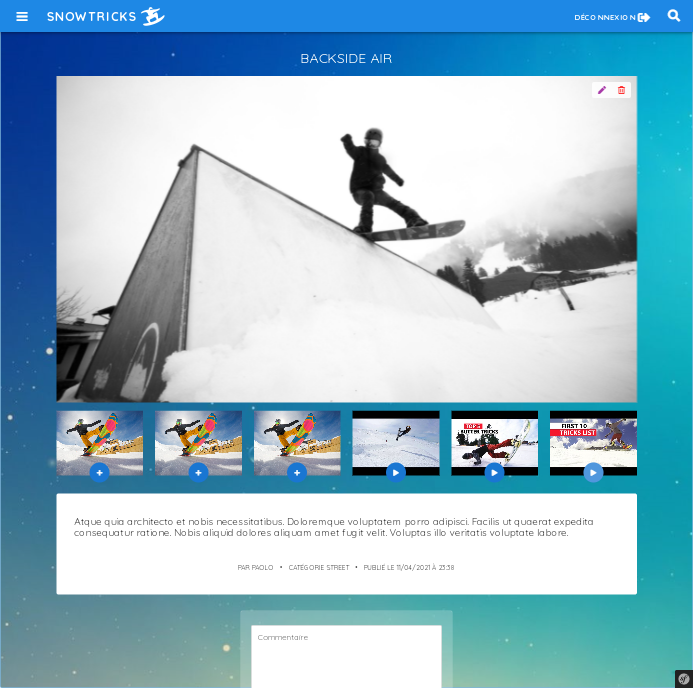 SNOWTRICKS
DÉCONNEXION
BACKSIDE AIR
TOP 5
BUTTER TRICKS
FIRST 10
TRICKS LIST
Atque quia architecto et nobis necessitatibus. Doloremque voluptatem porro adipisci. Facilis ut quaerat expedita
consequatur ratione. Nobis aliquid dolores aliquam amet fugit velit. Voluptas illo veritatis voluptate labore.
PAR PAOLO • CATÉGORIE STREET • PUBLIÉ LE 11/04/2021 À 23:38
Commentaire
sf